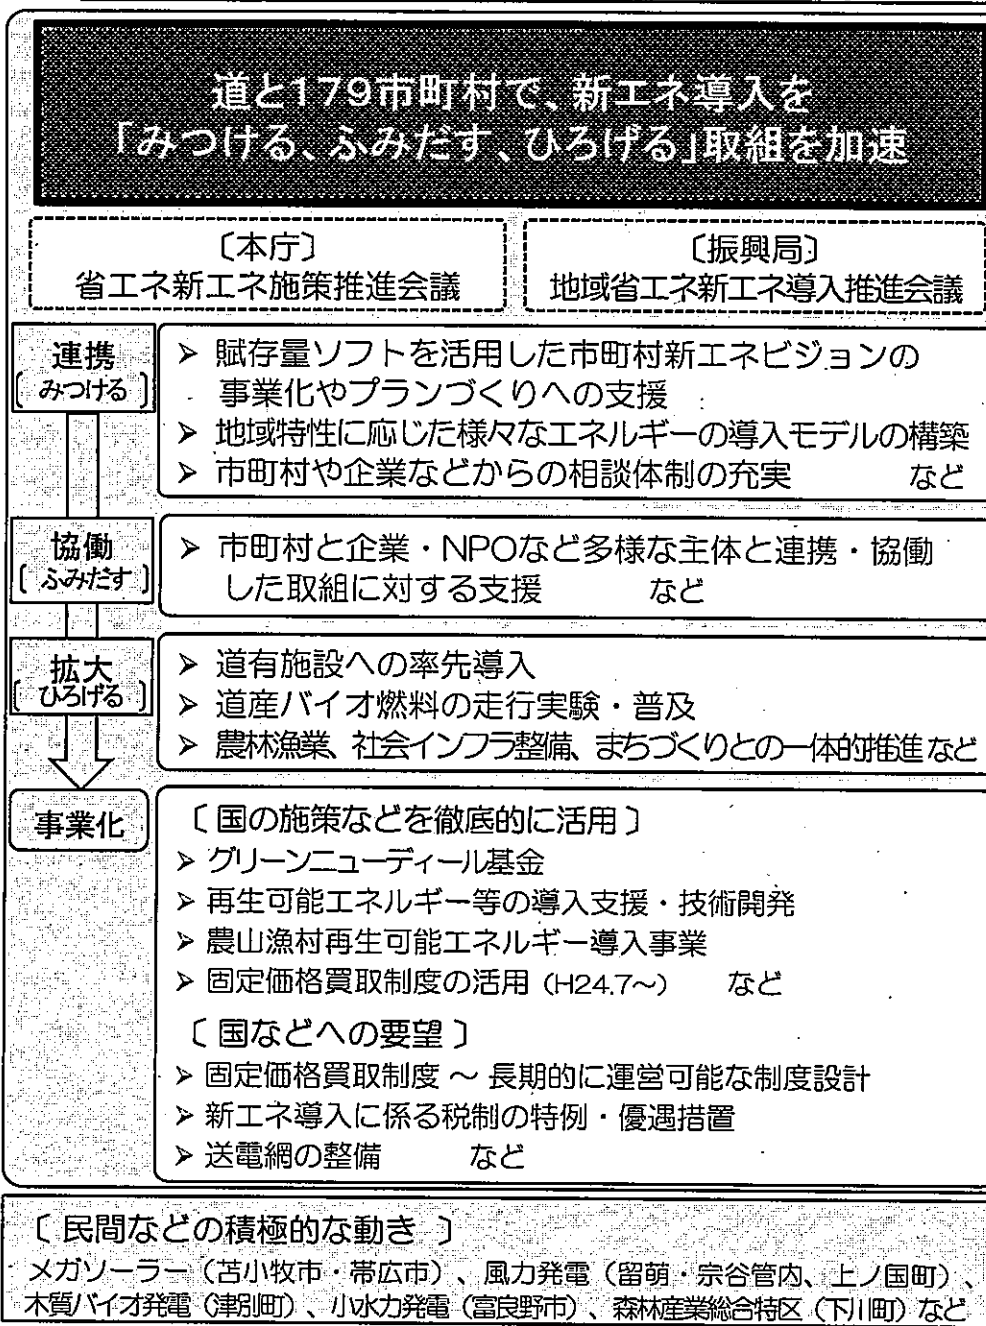 道と179市町村で、新エネ導入を
「みつける、ふみだす、ひろげる」取組を加速
〔本庁〕
省エネ新エネ施策推進会議
〔振興局〕
地域省エネ新エネ導入推進会議
連携
[ みつける ]
➢ 賦存量ソフトを活用した市町村新エネビジョンの
事業化やプランづくりへの支援
➢ 地域特性に応じた様々なエネルギーの導入モデルの構築
➢ 市町村や企業などからの相談体制の充実 など
協働
[ ふみだす ]
➢ 市町村と企業・NPOなど多様な主体と連携・協働
した取組に対する支援 など
拡大
[ ひろげる ]
➢ 道有施設への率先導入
➢ 道産バイオ燃料の走行実験・普及
➢ 農林漁業、社会インフラ整備、まちづくりとの一体的推進など
事業化
〔 国の施策などを徹底的に活用 〕
➢ グリーンニューディール基金
➢ 再生可能エネルギー等の導入支援・技術開発
➢ 農山漁村再生可能エネルギー導入事業
➢ 固定価格買取制度の活用（H24.7～） など
〔 国などへの要望 〕
➢ 固定価格買取制度 ～ 長期的に運営可能な制度設計
➢ 新エネ導入に係る税制の特例・優遇措置
➢ 送電網の整備 など
〔 民間などの積極的な動き 〕
メガソーラー（苫小牧市・帯広市）、風力発電（留萌・宗谷管内、上ノ国町）、
木質バイオ発電（津別町）、小水力発電（富良野市）、森林産業総合特区（下川町）など